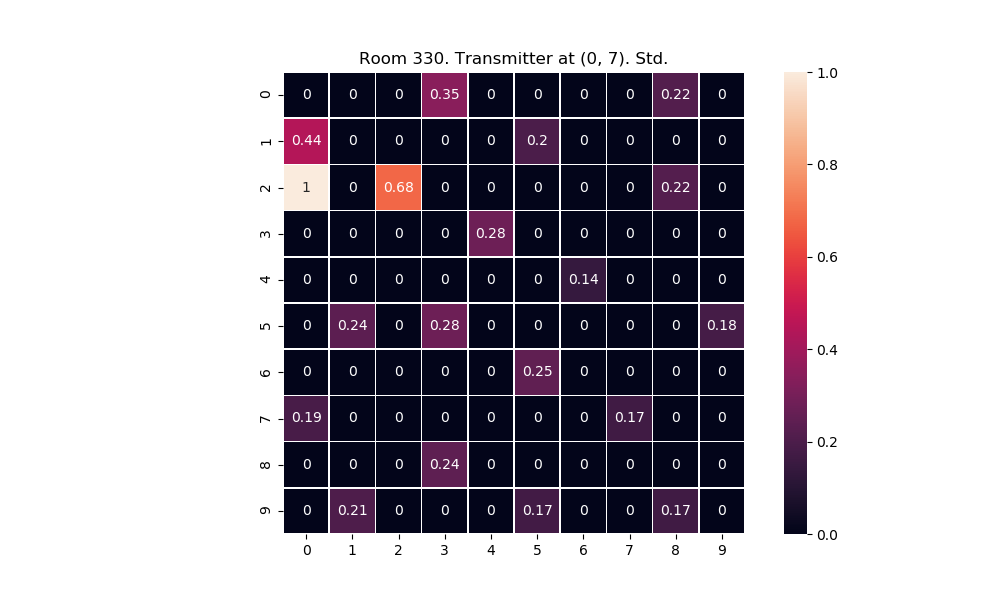 Room 330. Transmitter at (0, 7). Std.
0 0 0 0 0.35 0 0 0 0 0.22 0
1 0.44 0 0 0 0 0.2 0 0 0 0
2 1 0 0.68 0 0 0 0 0 0.22 0
3 0 0 0 0 0.28 0 0 0 0 0
4 0 0 0 0 0 0 0.14 0 0 0
5 0 0.24 0 0.28 0 0 0 0 0 0.18
6 0 0 0 0 0 0.25 0 0 0 0
7 0.19 0 0 0 0 0 0 0.17 0 0
8 0 0 0 0.24 0 0 0 0 0 0
9 0 0.21 0 0 0 0.17 0 0 0.17 0
0 1 2 3 4 5 6 7 8 9
1.0
0.8
0.6
0.4
0.2
0.0